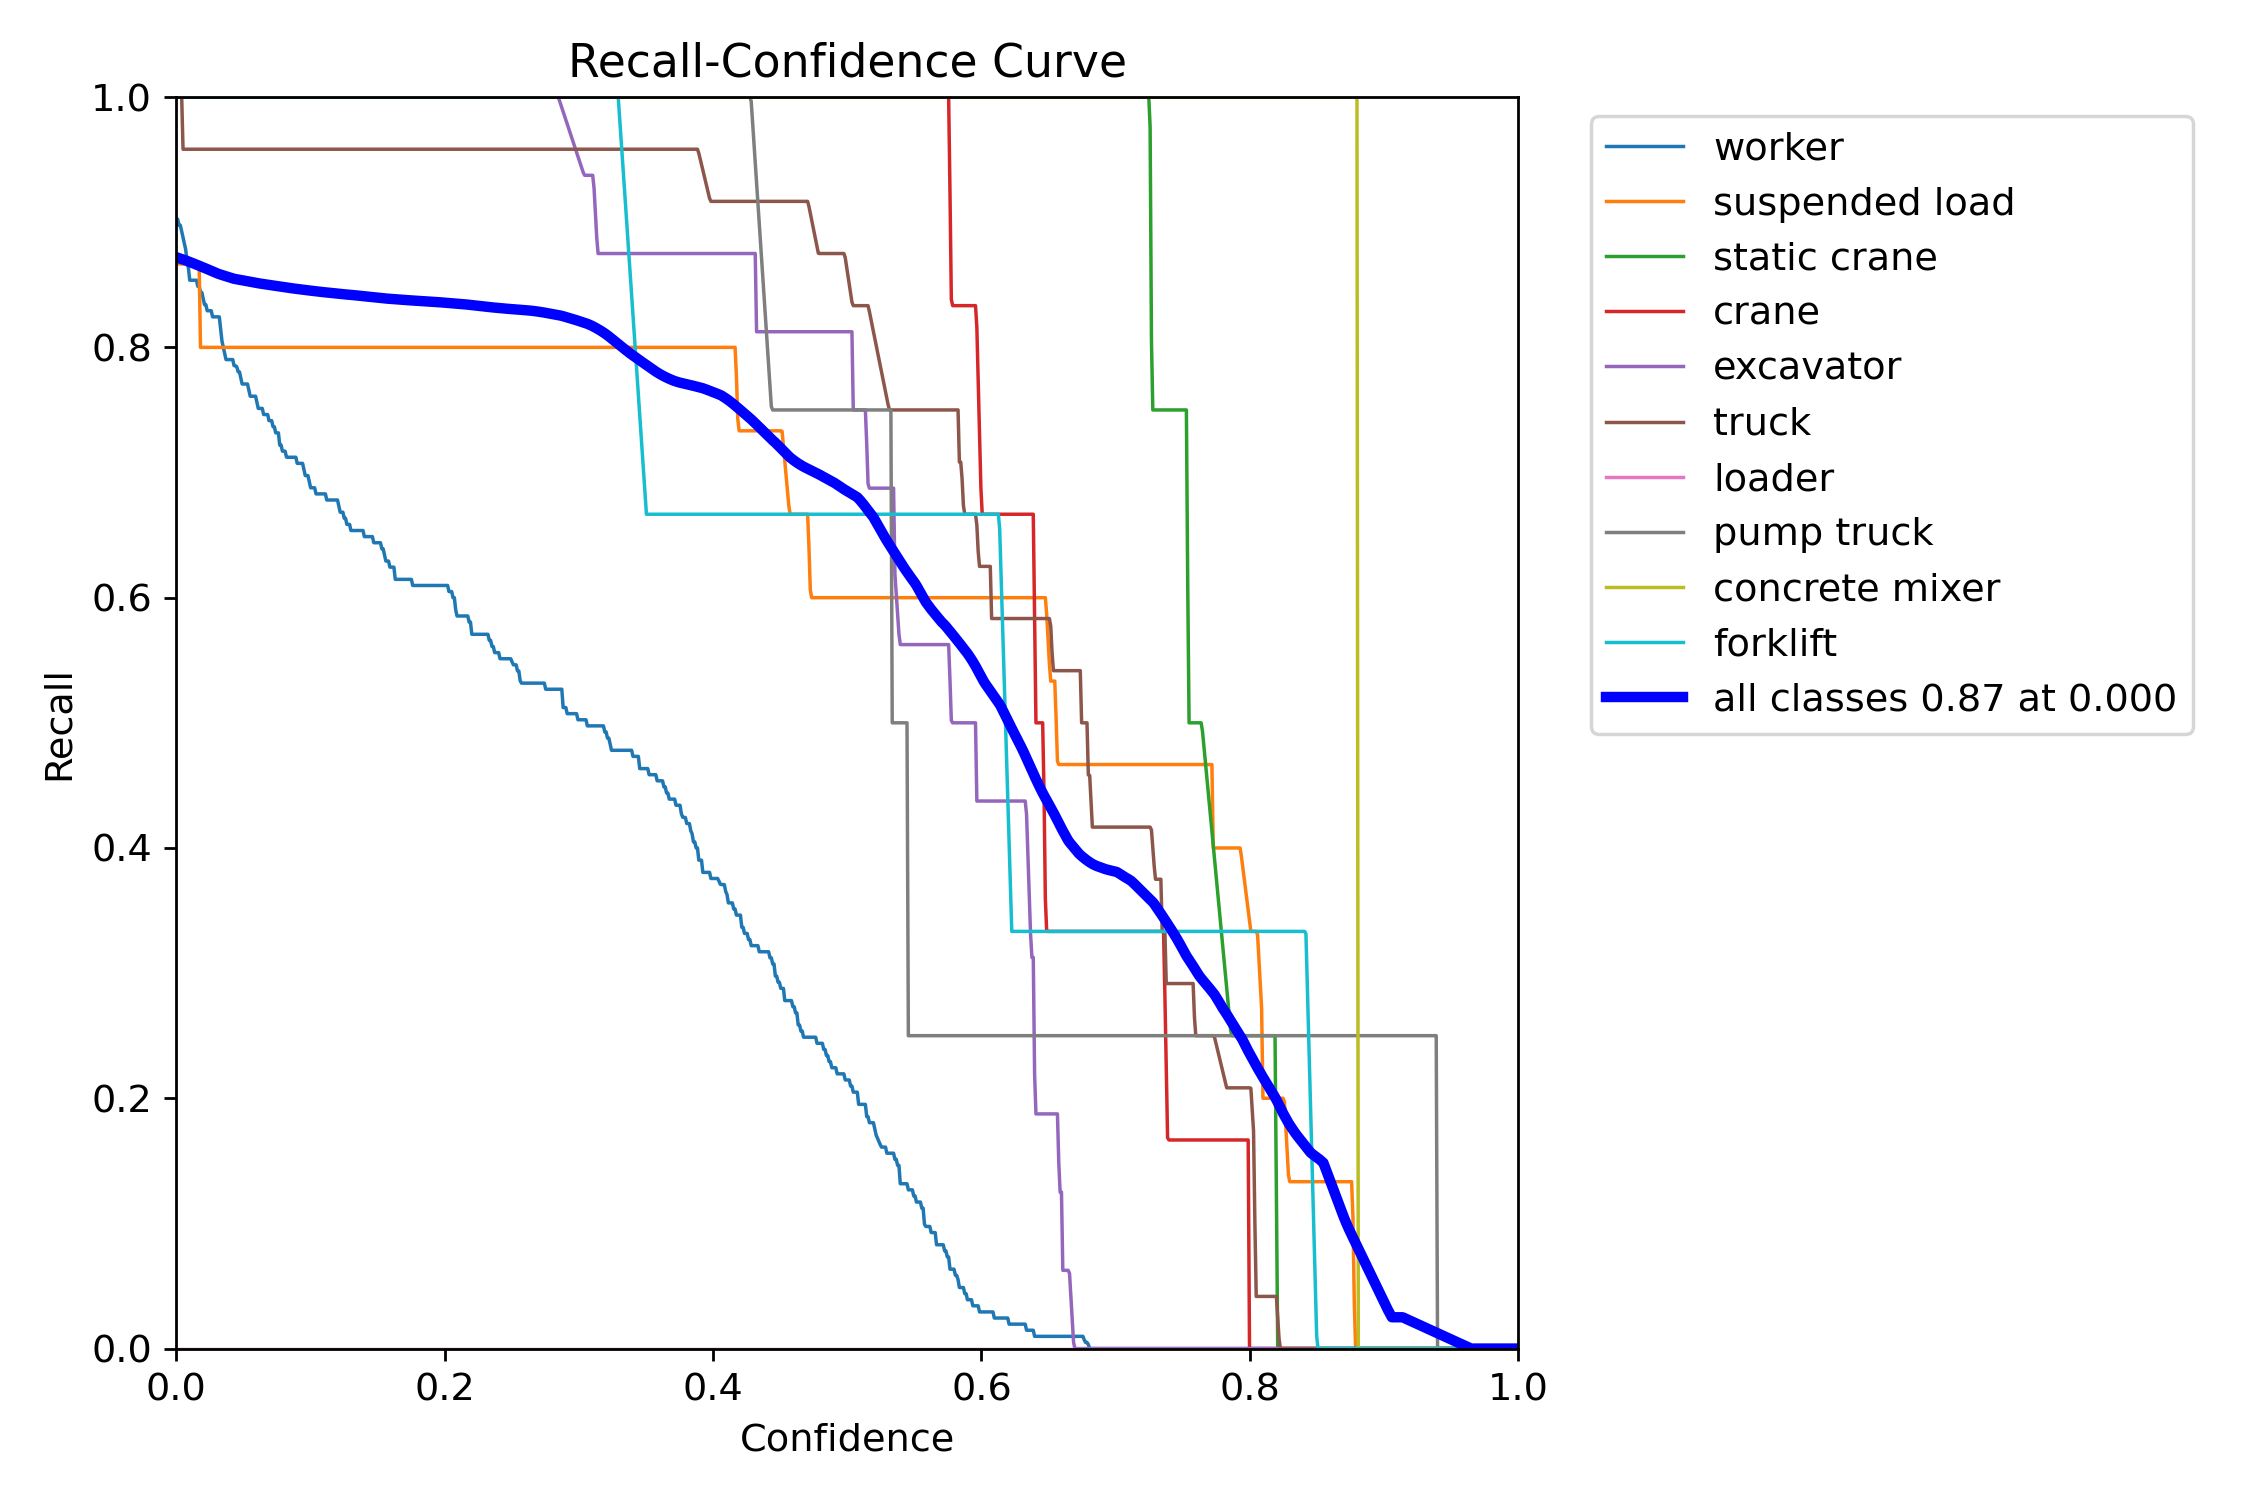 Recall-Confidence Curve
1.0
0.8
0.6
0.4
0.2
0.0
Recall
0.0 0.2 0.4 0.6 0.8 1.0
Confidence
worker
suspended load
static crane
crane
excavator
truck
loader
pump truck
concrete mixer
forklift
all classes 0.87 at 0.000